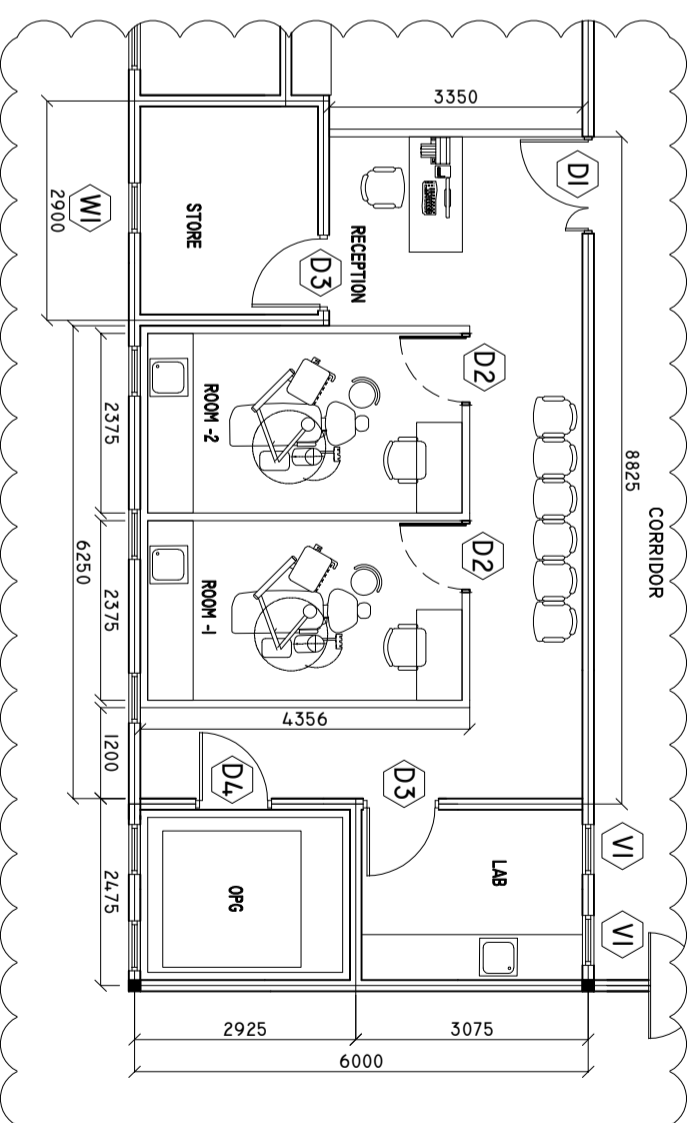 3350
D1
W1
2900
STORE
RECEPTION
D3
D2
ROOM -2
2375
8825
CORRIDOR
6250
D2
ROOM -1
2375
4356
1200
D4
D3
V1
LAB
OPG
2475
V1
2925
3075
6000